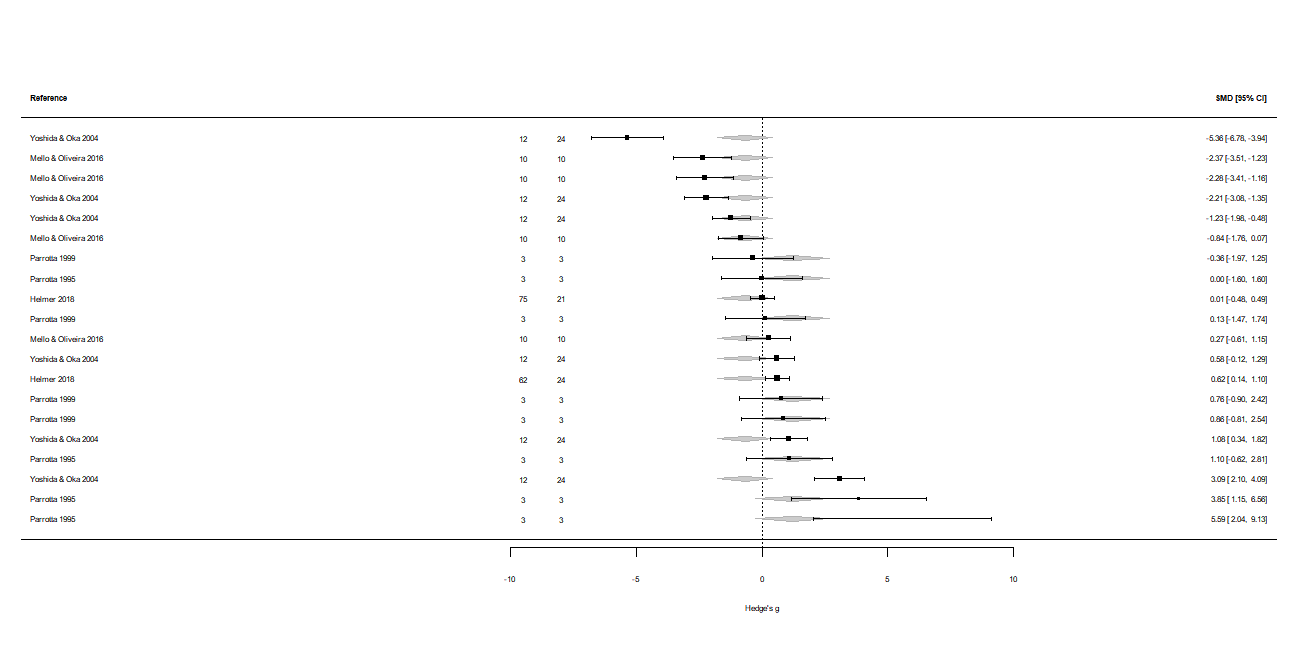 Reference SMD [95% CI]
Yoshida & Oka 2004 12 24 -5.36 [-6.78, -3.94]
Mello & Oliveira 2016 10 10 -2.37 [-3.51, -1.23]
Mello & Oliveira 2016 10 10 -2.28 [-3.41, -1.16]
Yoshida & Oka 2004 12 24 -2.21 [-3.08, -1.35]
Yoshida & Oka 2004 12 24 -1.23 [-1.98, -0.48]
Mello & Oliveira 2016 10 10 -0.84 [-1.76, 0.07]
Parrotta 1999 3 3 -0.36 [-1.97, 1.25]
Parrotta 1995 3 3 0.00 [-1.60, 1.60]
Helmer 2018 75 21 0.01 [-0.48, 0.49]
Parrotta 1999 3 3 0.13 [-1.47, 1.74]
Mello & Oliveira 2016 10 10 0.27 [-0.61, 1.15]
Yoshida & Oka 2004 12 24 0.58 [-0.12, 1.29]
Helmer 2018 62 24 0.62 [ 0.14, 1.10]
Parrotta 1999 3 3 0.76 [-0.90, 2.42]
Parrotta 1999 3 3 0.86 [-0.81, 2.54]
Yoshida & Oka 2004 12 24 1.08 [ 0.34, 1.82]
Parrotta 1995 3 3 1.10 [-0.62, 2.81]
Yoshida & Oka 2004 12 24 3.09 [ 2.10, 4.09]
Parrotta 1995 3 3 3.85 [ 1.15, 6.56]
Parrotta 1995 3 3 5.59 [ 2.04, 9.13]
-10 -5 0 5 10
Hedge's g